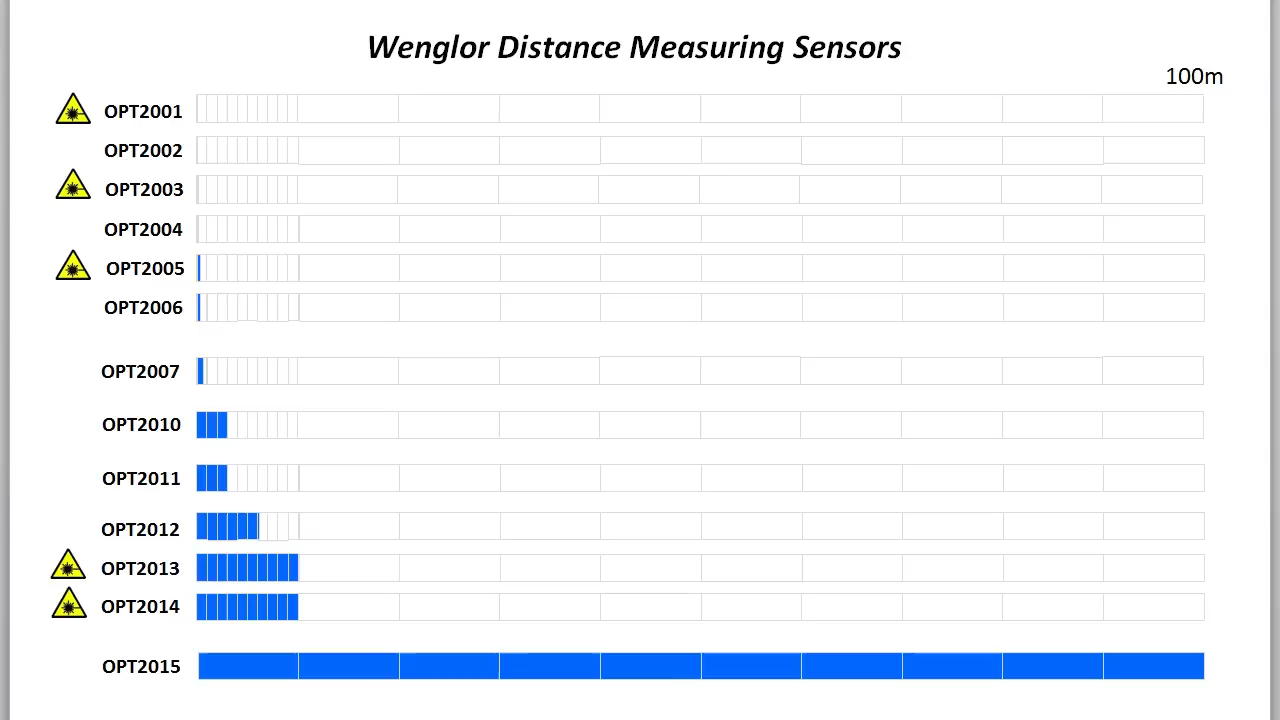 Wenglor Distance Measuring Sensors
100m
OPT2001
OPT2002
OPT2003
OPT2004
OPT2005
OPT2006
OPT2007
OPT2010
OPT2011
OPT2012
OPT2013
OPT2014
OPT2015